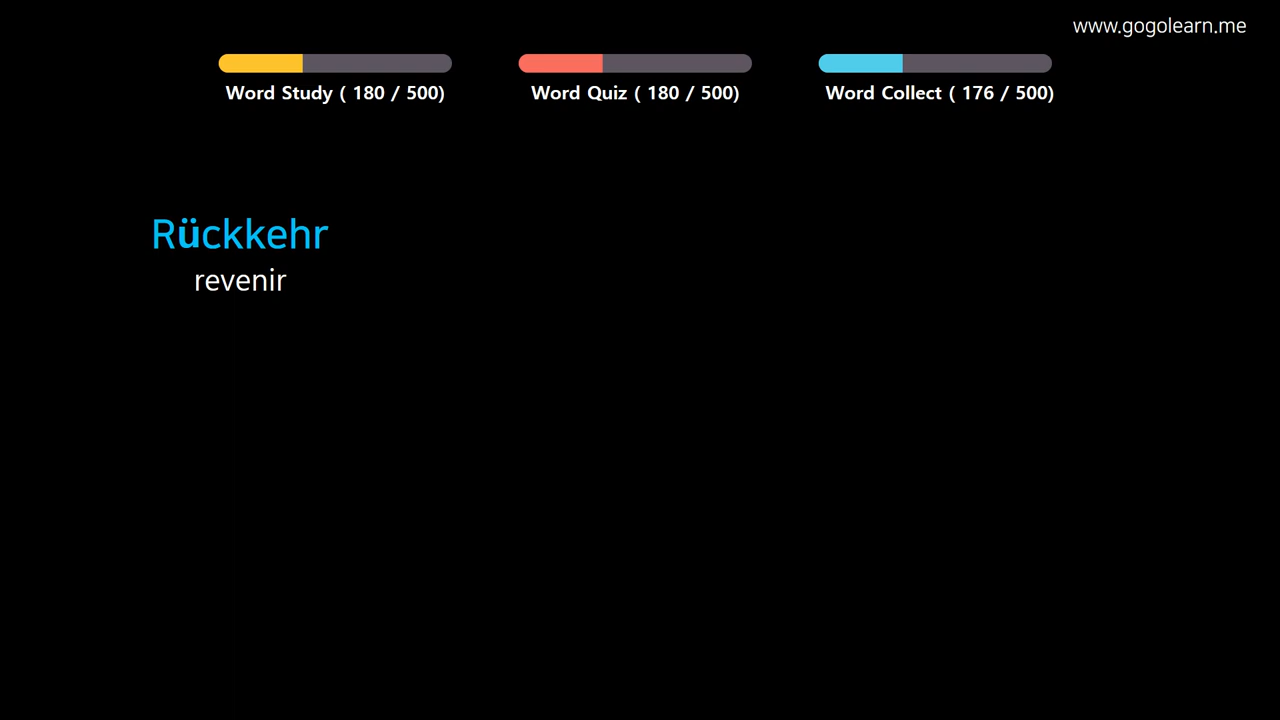 www.gogolearn.me
Word Study ( 180 / 500)
Word Quiz ( 180 / 500)
Word Collect ( 176 / 500)
Rückkehr
revenir